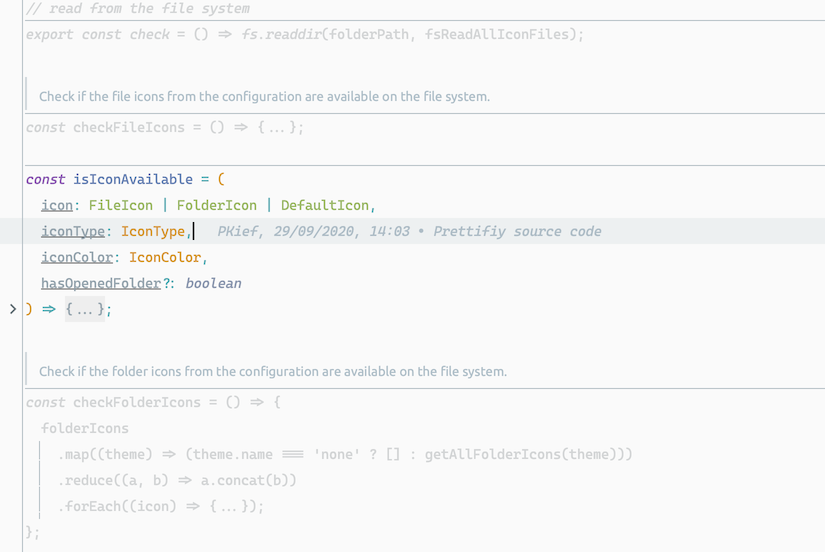 // read from the file system
export const check = () => fs.readdir(folderPath, fsReadAllIconFiles);
Check if the file icons from the configuration are available on the file system.
const checkFileIcons = () => {...};
const isIconAvailable = (
icon: FileIcon | FolderIcon | DefaultIcon,
iconType: IconType, PKief, 29/09/2020, 14:03 • Prettifiy source code
iconColor: IconColor,
hasOpenedFolder?: boolean
) => {...};
Check if the folder icons from the configuration are available on the file system.
const checkFolderIcons = () => {
folderIcons
.map((theme) => (theme.name === 'none' ? [] : getAllFolderIcons(theme)))
.reduce((a, b) => a.concat(b))
.forEach((icon) => {...});
};